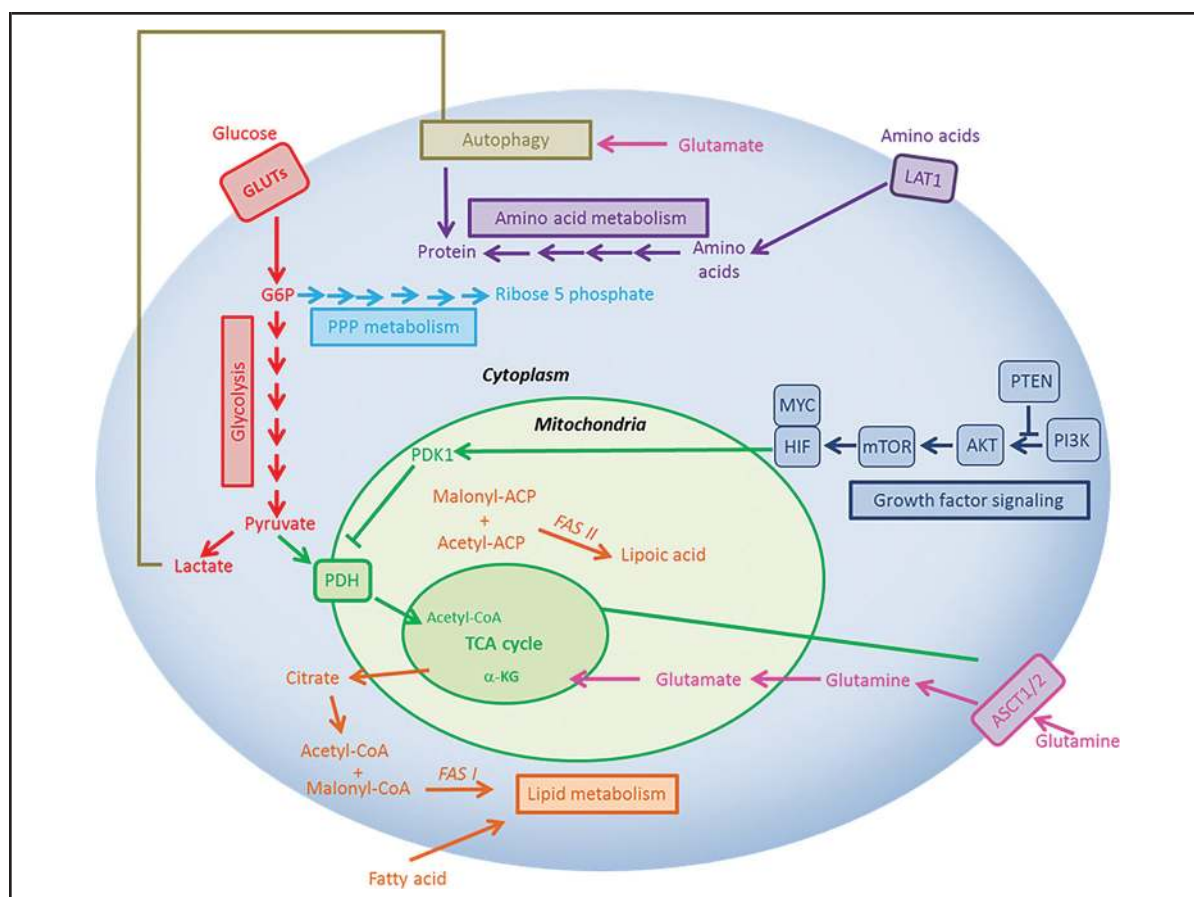 Glucose
GLUTs
Autophagy
Glutamate
Amino acids
LAT1
Amino acid metabolism
Protein
Amino
acids
G6P
Ribose 5 phosphate
PPP metabolism
Glycolysis
Cytoplasm
Mitochondria
PTEN
MYC
HIF
mTOR
AKT
PI3K
Growth factor signaling
PDK1
Malonyl-ACP
+
Acetyl-ACP
FAS II
Lipoic acid
Pyruvate
Lactate
PDH
Acetyl-CoA
TCA cycle
α-KG
Citrate
Glutamate
Glutamine
ASCT1/2
Glutamine
Acetyl-CoA
+
Malonyl-CoA
FAS I
Lipid metabolism
Fatty acid